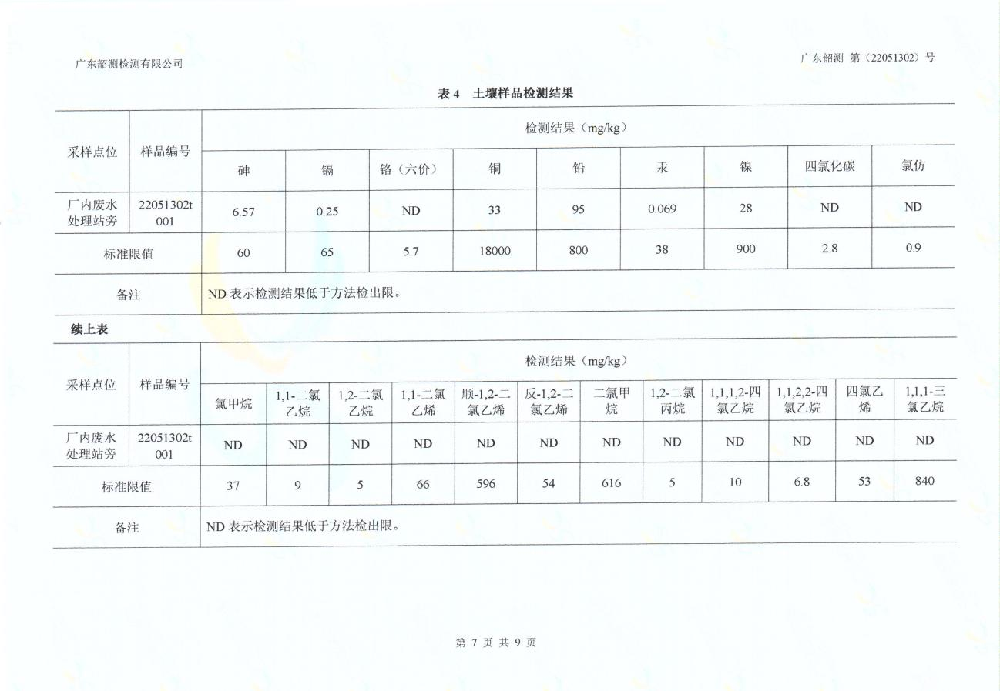 广东韶测检测有限公司
广东韶测 第（22051302）号
表 4 土壤样品检测结果
采样点位 样品编号 检测结果（mg/kg）
砷 镉 铬（六价） 铜 铅 汞 镍 四氯化碳 氯仿
厂内废水处理站旁 22051302t001 6.57 0.25 ND 33 95 0.069 28 ND ND
标准限值 60 65 5.7 18000 800 38 900 2.8 0.9
备注 ND 表示检测结果低于方法检出限。
续上表
采样点位 样品编号 检测结果（mg/kg）
氯甲烷 1,1-二氯乙烷 1,2-二氯乙烷 1,1-二氯乙烯 顺-1,2-二氯乙烯 反-1,2-二氯乙烯 二氯甲烷 1,2-二氯丙烷 1,1,1,2-四氯乙烷 1,1,2,2-四氯乙烷 四氯乙烯 1,1,1-三氯乙烷
厂内废水处理站旁 22051302t001 ND ND ND ND ND ND ND ND ND ND ND ND
标准限值 37 9 5 66 596 54 616 5 10 6.8 53 840
备注 ND 表示检测结果低于方法检出限。
第 7 页 共 9 页